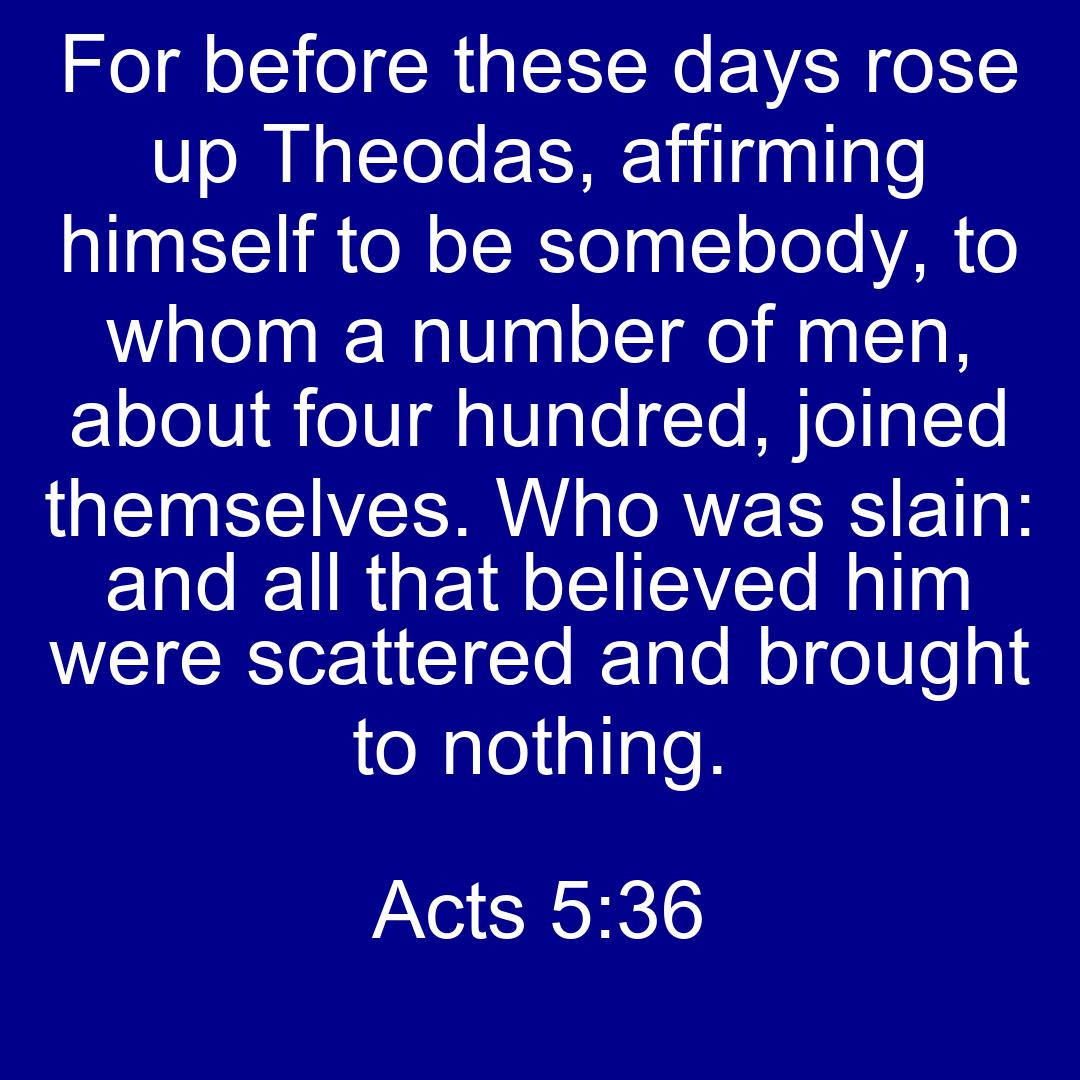 For before these days rose
up Theodas, affirming
himself to be somebody, to
whom a number of men,
about four hundred, joined
themselves. Who was slain:
and all that believed him
were scattered and brought
to nothing.
Acts 5:36